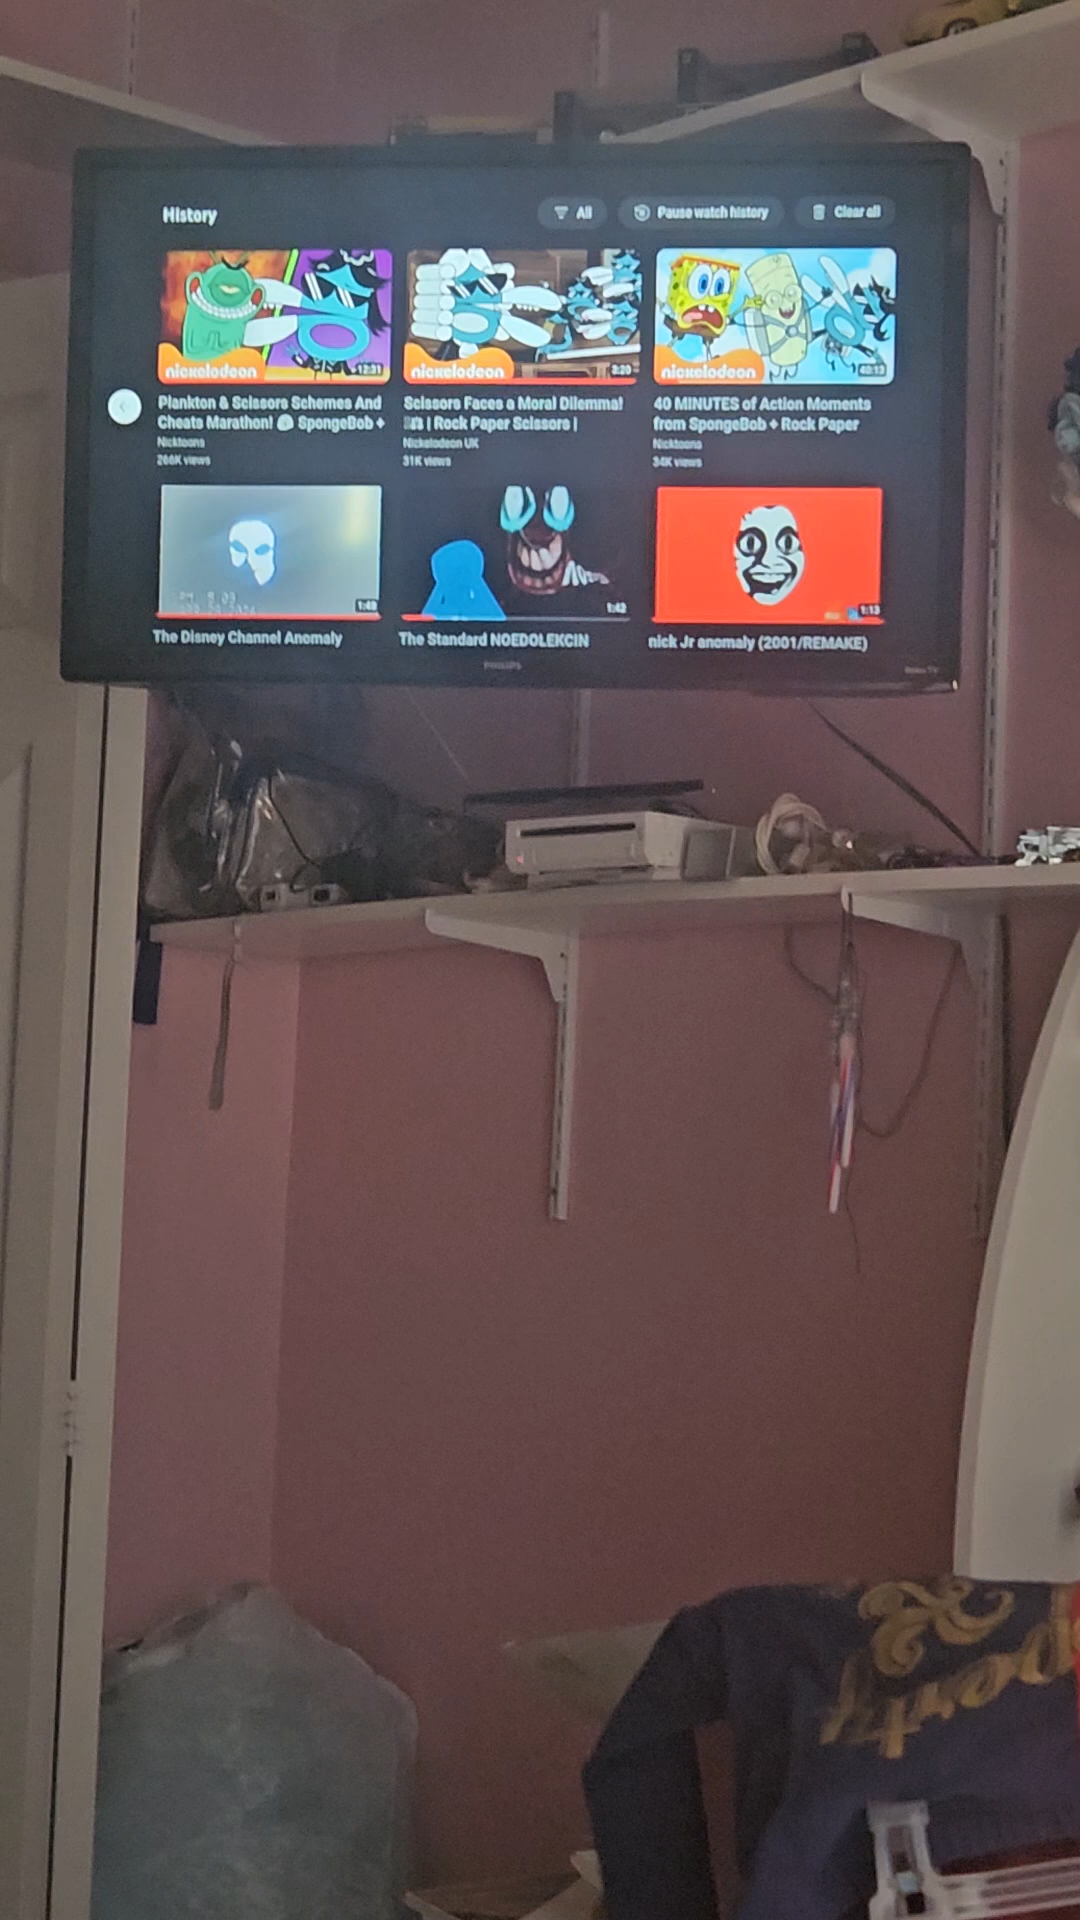 History
All
Pause watch history
Clear all
nickelodeon
12:31
nickelodeon
3:20
nickelodeon
40:13
Plankton & Scissors Schemes And
Cheats Marathon! SpongeBob +
Nicktoons
266K views
Scissors Faces a Moral Dilemma!
| Rock Paper Scissors |
Nickelodeon UK
31K views
40 MINUTES of Action Moments
from SpongeBob + Rock Paper
Nicktoons
34K views
1:49
1:42
1:13
The Disney Channel Anomaly
The Standard NOEDOLEKCIN
nick Jr anomaly (2001/REMAKE)
PHILIPS
Roku TV